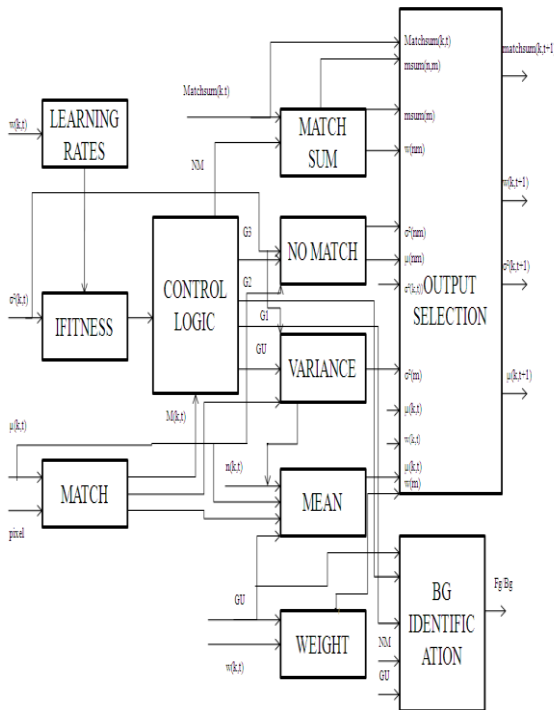 Matchsum(k,t)
matchsum(k,t+1
msum(n,m)
Matchsum(k,t)
LEARNING
RATES
w(k,t)
MATCH
SUM
msum(m)
w(nm)
NM
w(k,t+1)
G3
NO MATCH
σ²(nm)
μ(nm)
σ²(k,t+1)
σ²(k,t)
CONTROL
LOGIC
G2
σ²(k,t))
OUTPUT
SELECTION
IFITNESS
G1
GU
VARIANCE
σ²(m)
μ(k,t+1)
M(k,t)
μ(k,t)
μ(k,t)
w(k,t)
MATCH
n(k,t)
MEAN
μ(k,t)
w(m)
pixel
BG
IDENTIFIC
ATION
Fg/Bg
GU
WEIGHT
NM
w(k,t)
GU